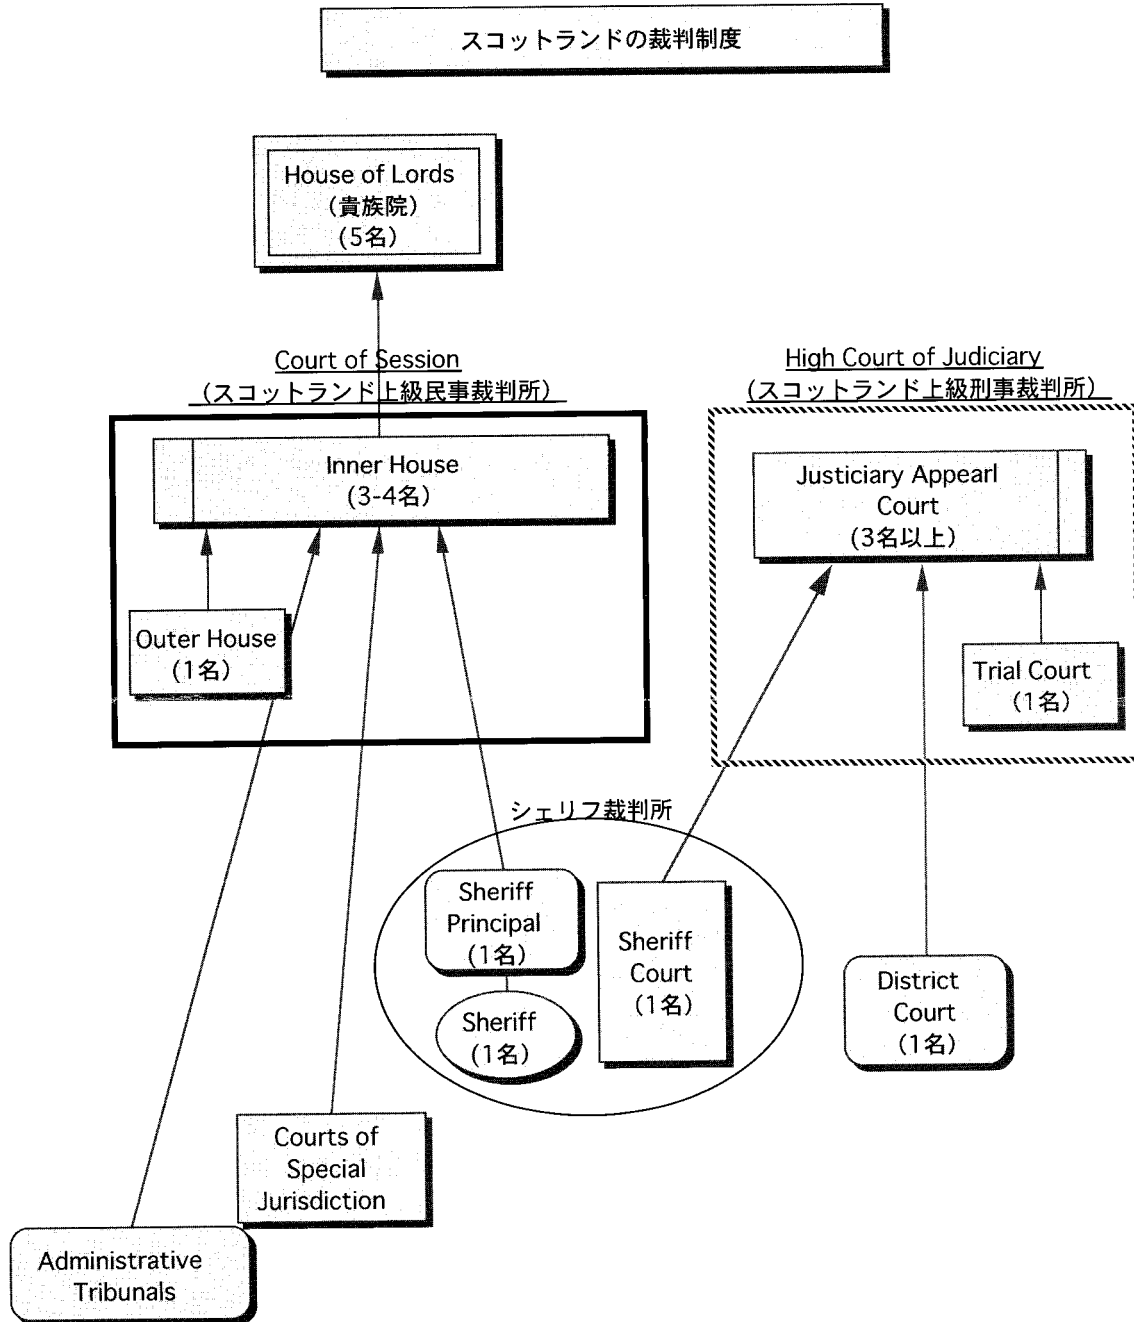 スコットランドの裁判制度
House of Lords
（貴族院）
（5名）
Court of Session
（スコットランド上級民事裁判所）
High Court of Judiciary
（スコットランド上級刑事裁判所）
Inner House
（3-4名）
Justiciary Appearl
Court
（3名以上）
Outer House
（1名）
Trial Court
（1名）
シェリフ裁判所
Sheriff
Principal
（1名）
Sheriff
（1名）
Sheriff
Court
（1名）
District
Court
（1名）
Courts of
Special
Jurisdiction
Administrative
Tribunals